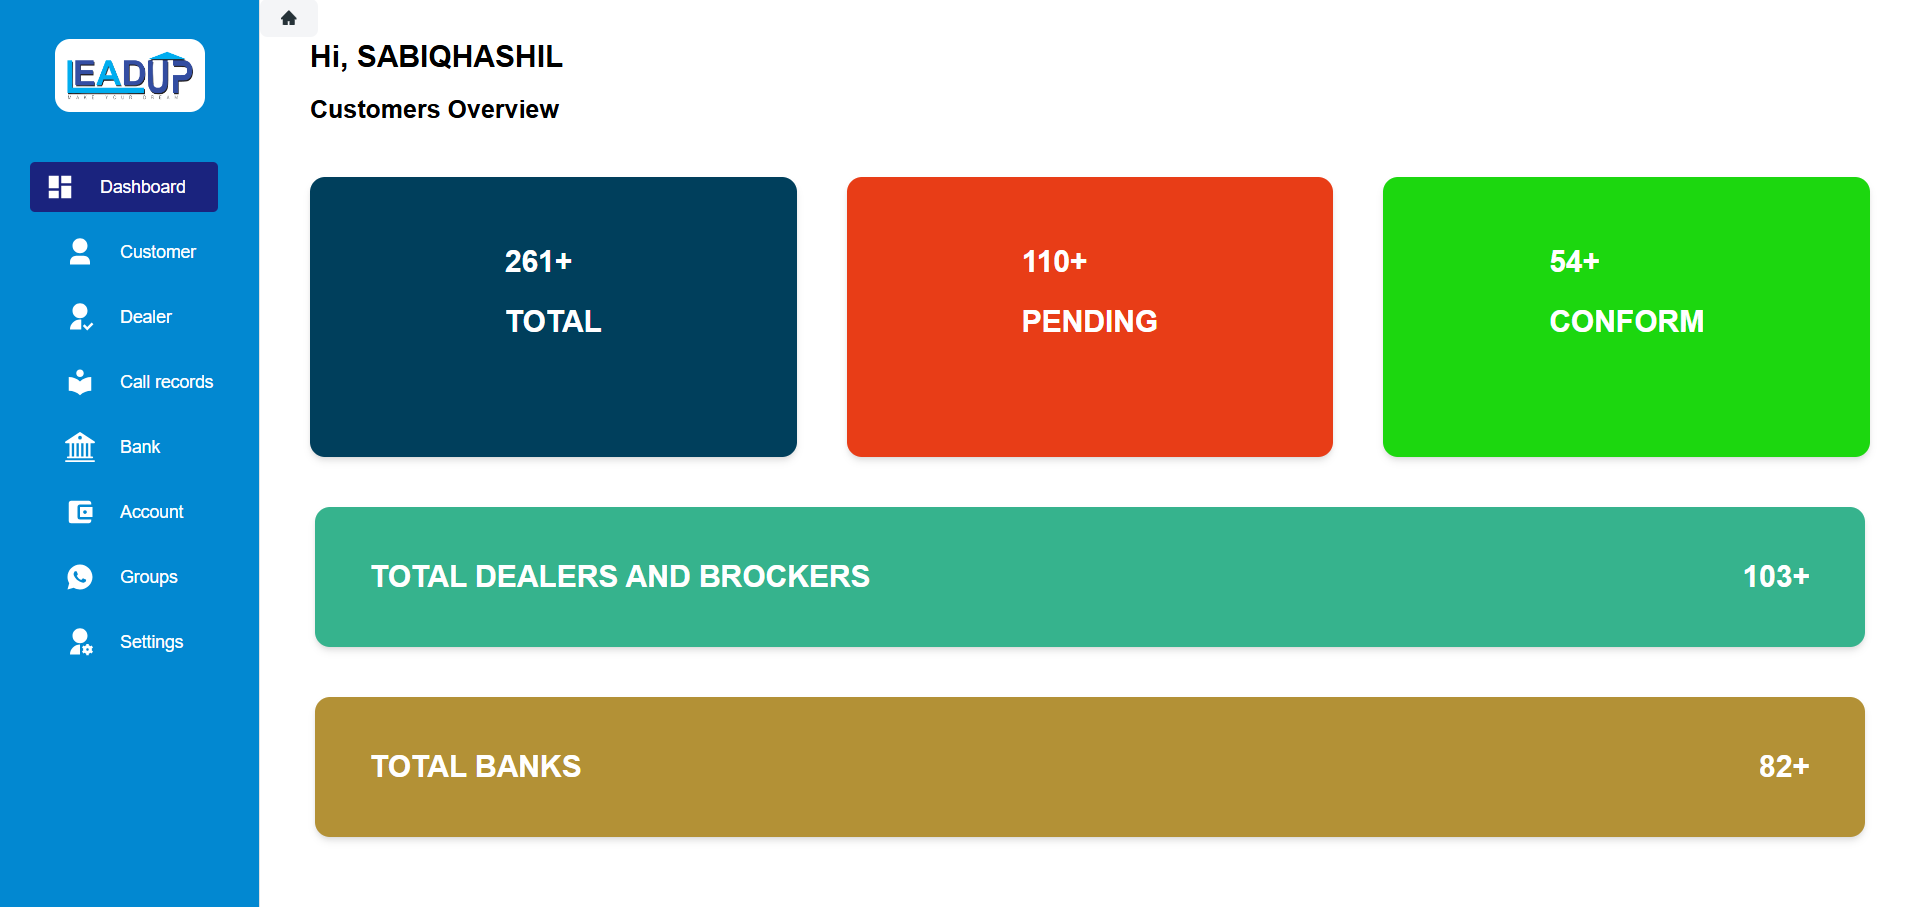 LEADUP
MAKE YOUR DREAM
Hi, SABIQHASHIL
Customers Overview
Dashboard
Customer
Dealer
Call records
Bank
Account
Groups
Settings
261+
TOTAL
110+
PENDING
54+
CONFORM
TOTAL DEALERS AND BROCKERS 103+
TOTAL BANKS 82+